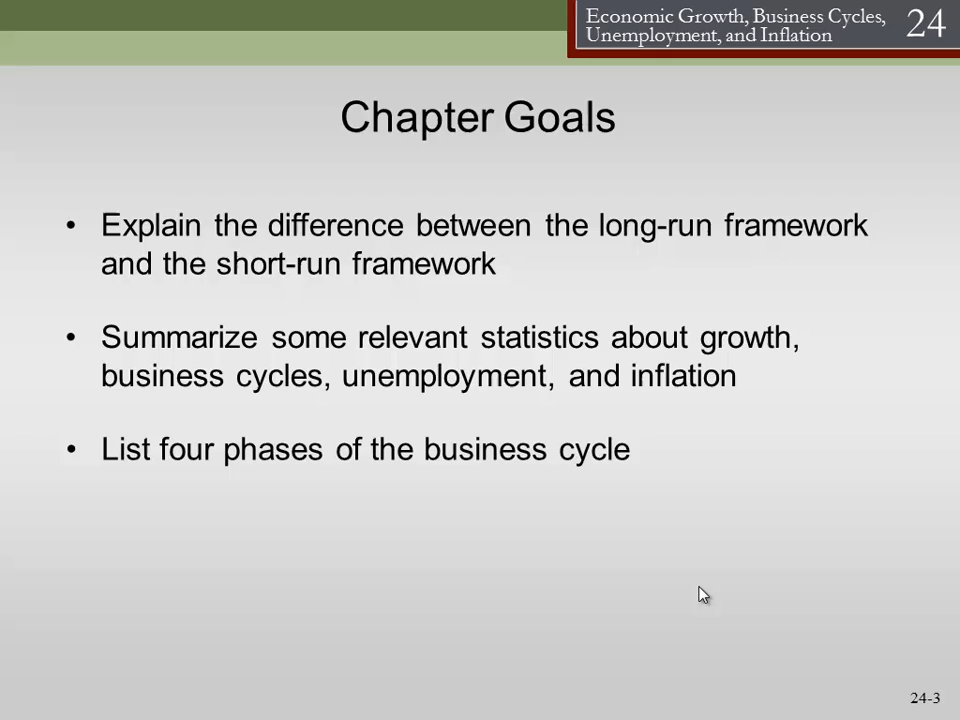 Economic Growth, Business Cycles,
Unemployment, and Inflation
24
Chapter Goals
• Explain the difference between the long-run framework
and the short-run framework
• Summarize some relevant statistics about growth,
business cycles, unemployment, and inflation
• List four phases of the business cycle
24-3